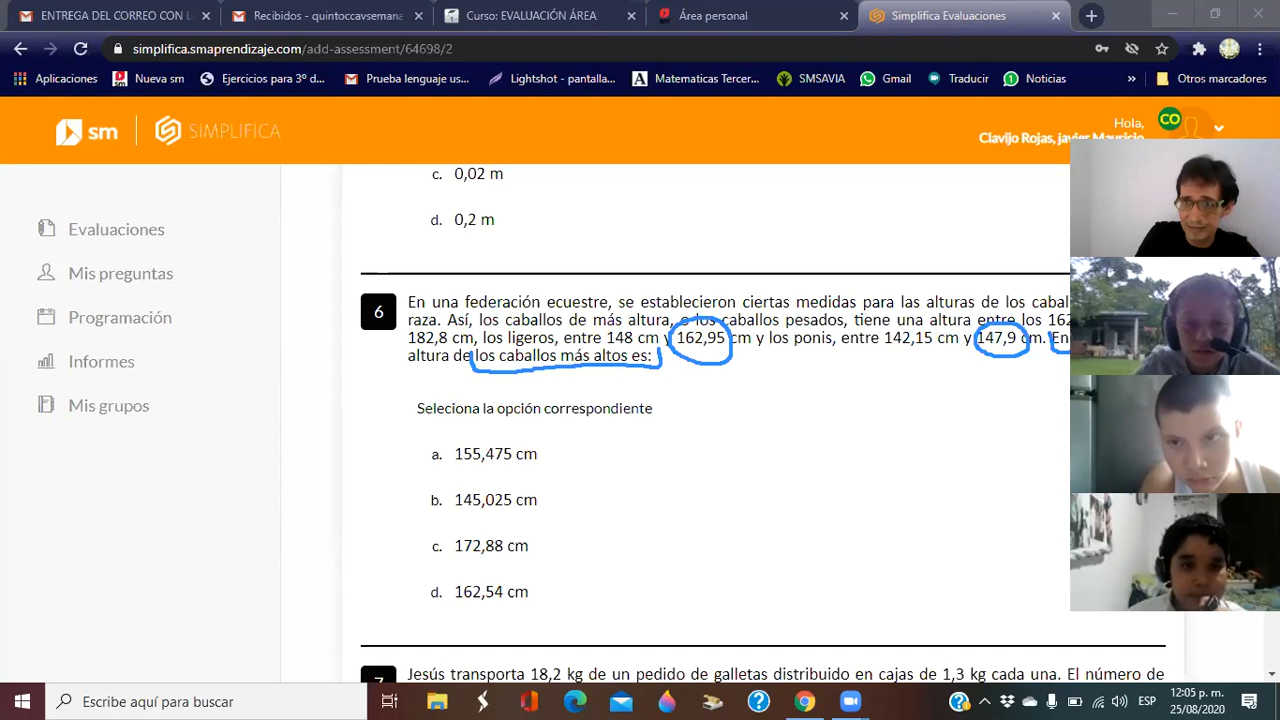 ENTREGA DEL CORREO CON L
Recibidos - quintoccavsemana
Curso: EVALUACIÓN ÁREA
Área personal
Simplifica Evaluaciones
simplifica.smaprendizaje.com/add-assessment/64698/2
Aplicaciones
Nueva sm
Ejercicios para 3º d...
Prueba lenguaje us...
Lightshot - pantalla...
Matematicas Tercer...
SMSAVIA
Gmail
Traducir
Noticias
»
Otros marcadores
sm
SIMPLIFICA
Hola,
Clavijo Rojas, javier Mauricio
CO
Evaluaciones
Mis preguntas
Programación
Informes
Mis grupos
c. 0,02 m
d. 0,2 m
6
En una federación ecuestre, se establecieron ciertas medidas para las alturas de los cabal
raza. Así, los caballos de más altura, o los caballos pesados, tiene una altura entre los 162
182,8 cm, los ligeros, entre 148 cm y 162,95 cm y los ponis, entre 142,15 cm y 147,9 cm. En
altura de los caballos más altos es:
Seleciona la opción correspondiente
a. 155,475 cm
b. 145,025 cm
c. 172,88 cm
d. 162,54 cm
7
Jesús transporta 18,2 kg de un pedido de galletas distribuido en cajas de 1,3 kg cada una. El número de
Escribe aquí para buscar
ESP
12:05 p. m.
25/08/2020